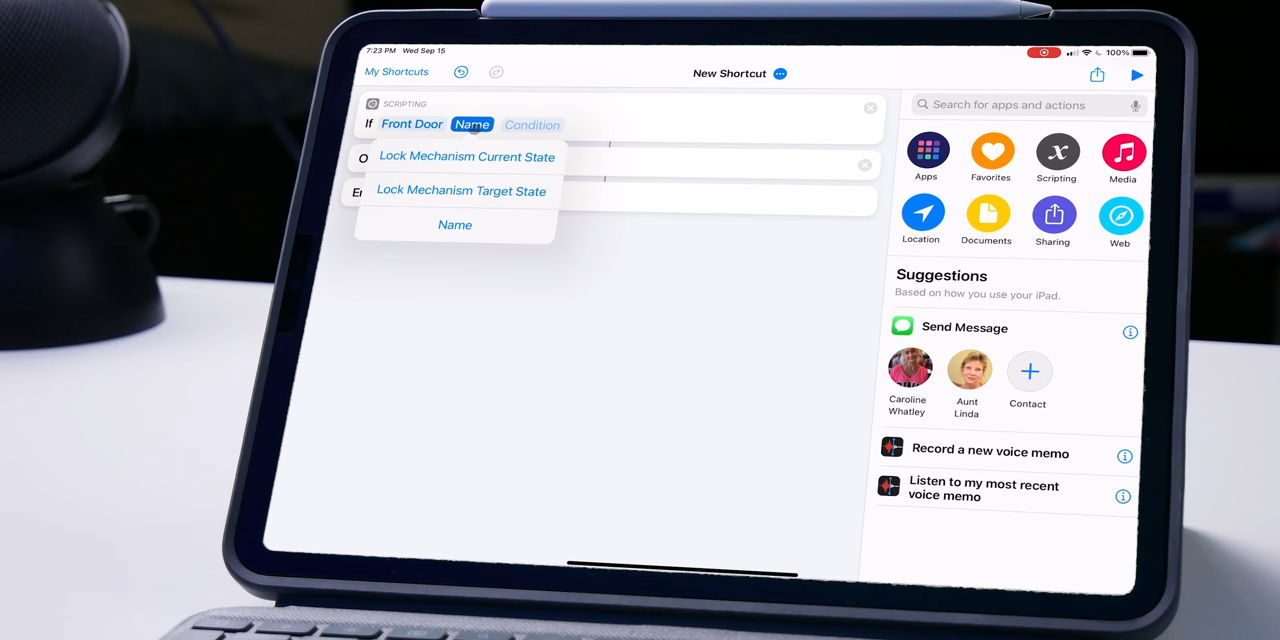 7:23 PM Wed Sep 15
100%
My Shortcuts
New Shortcut
SCRIPTING
If Front Door Name Condition
Lock Mechanism Current State
Lock Mechanism Target State
Name
Search for apps and actions
Apps
Favorites
Scripting
Media
Location
Documents
Sharing
Web
Suggestions
Based on how you use your iPad.
Send Message
Caroline
Whatley
Aunt
Linda
Contact
Record a new voice memo
Listen to my most recent
voice memo